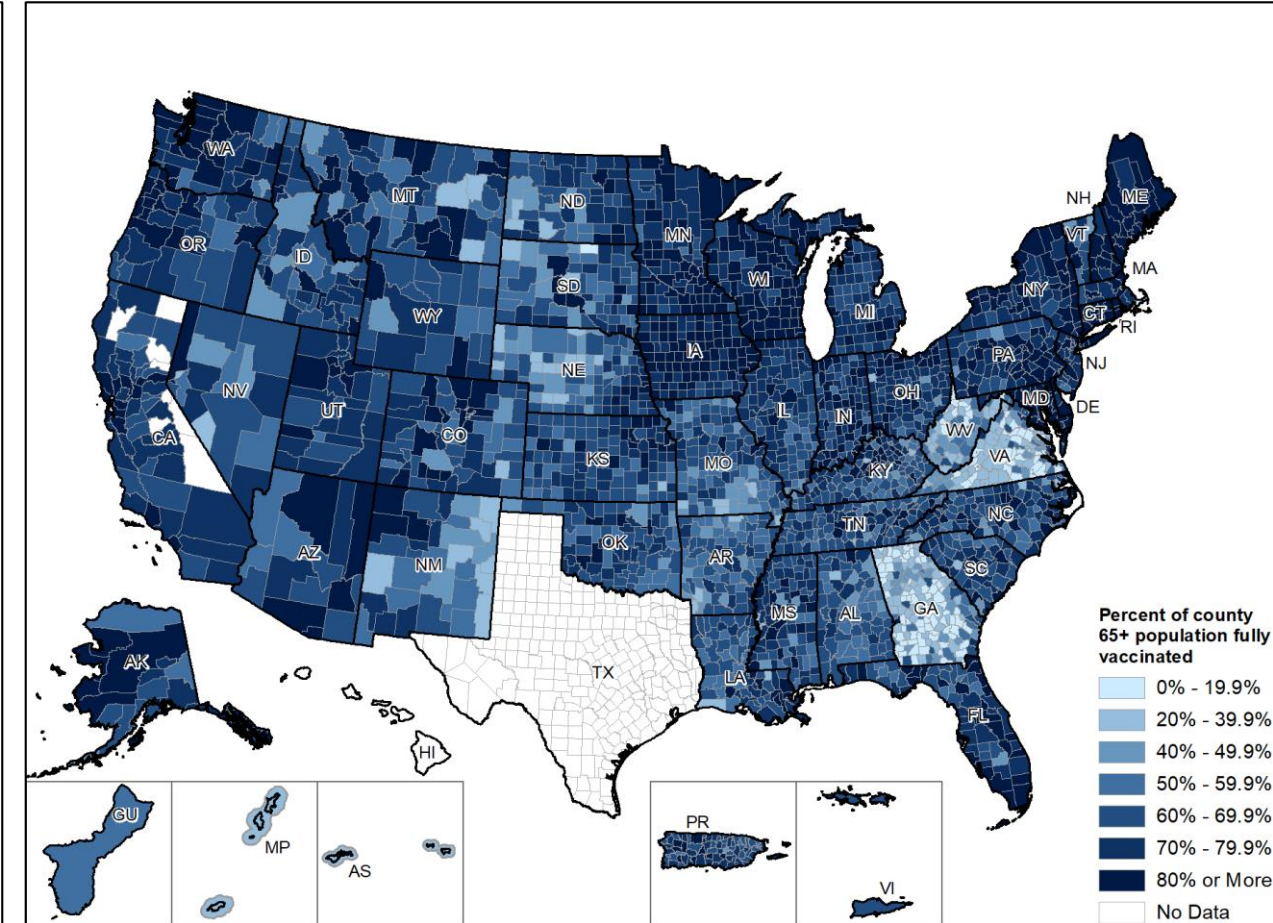 WA
MT
ND
MN
OR
ID
SD
WI
WY
MI
NH
ME
VT
MA
NY
CT
RI
PA
NJ
NV
NE
IA
OH
MD
DE
IL
IN
WV
UT
CO
CA
KS
MO
KY
VA
NC
TN
AZ
NM
OK
AR
SC
MS
AL
GA
TX
LA
FL
AK
HI
GU
MP
AS
PR
VI
Percent of county
65+ population fully
vaccinated
0% - 19.9%
20% - 39.9%
40% - 49.9%
50% - 59.9%
60% - 69.9%
70% - 79.9%
80% or More
No Data